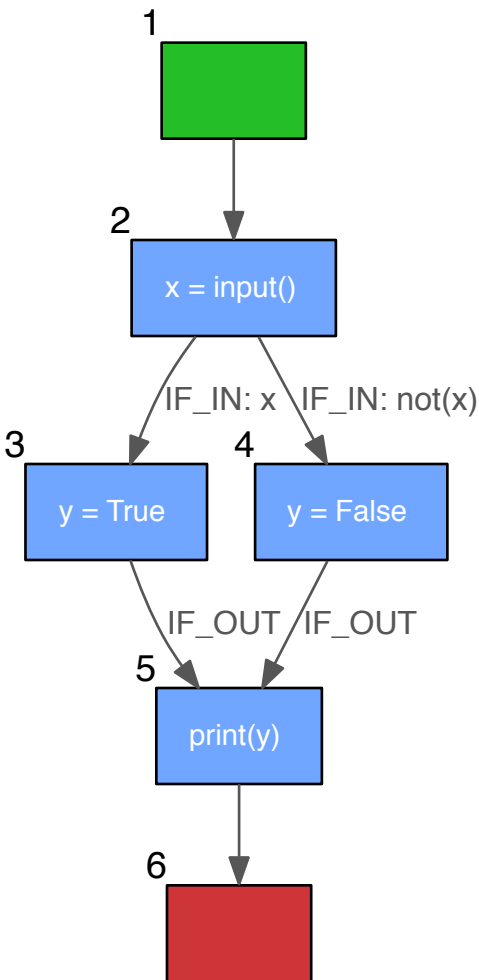 1
2
x = input()
IF_IN: x
IF_IN: not(x)
3
4
y = True
y = False
IF_OUT
IF_OUT
5
print(y)
6